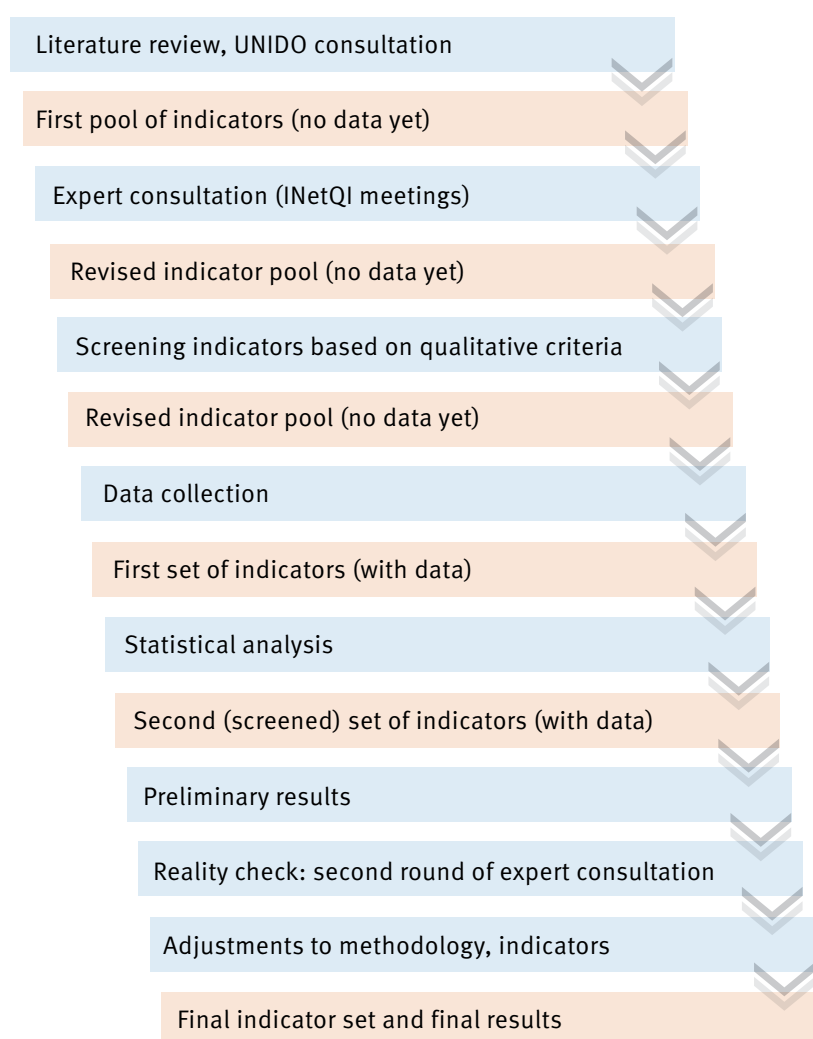 Literature review, UNIDO consultation
First pool of indicators (no data yet)
Expert consultation (INetQI meetings)
Revised indicator pool (no data yet)
Screening indicators based on qualitative criteria
Revised indicator pool (no data yet)
Data collection
First set of indicators (with data)
Statistical analysis
Second (screened) set of indicators (with data)
Preliminary results
Reality check: second round of expert consultation
Adjustments to methodology, indicators
Final indicator set and final results